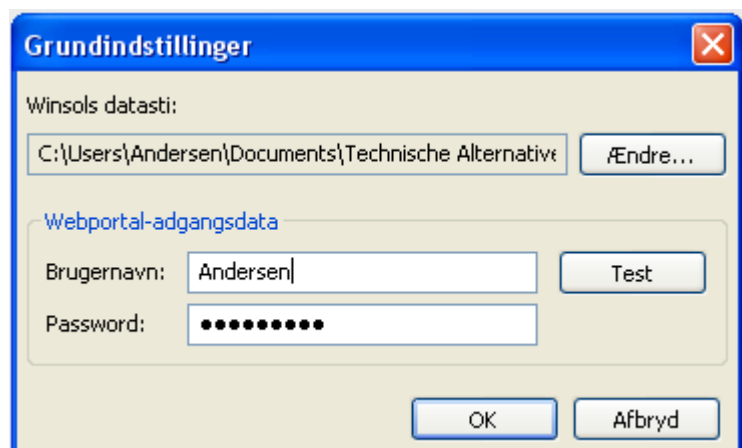 Grundindstillinger
Winsols datasti:
C:\Users\Andersen\Documents\Technische Alternative
Ændre...
Webportal-adgangsdata
Brugernavn: Andersen Test
Password: •••••••••
OK Afbryd